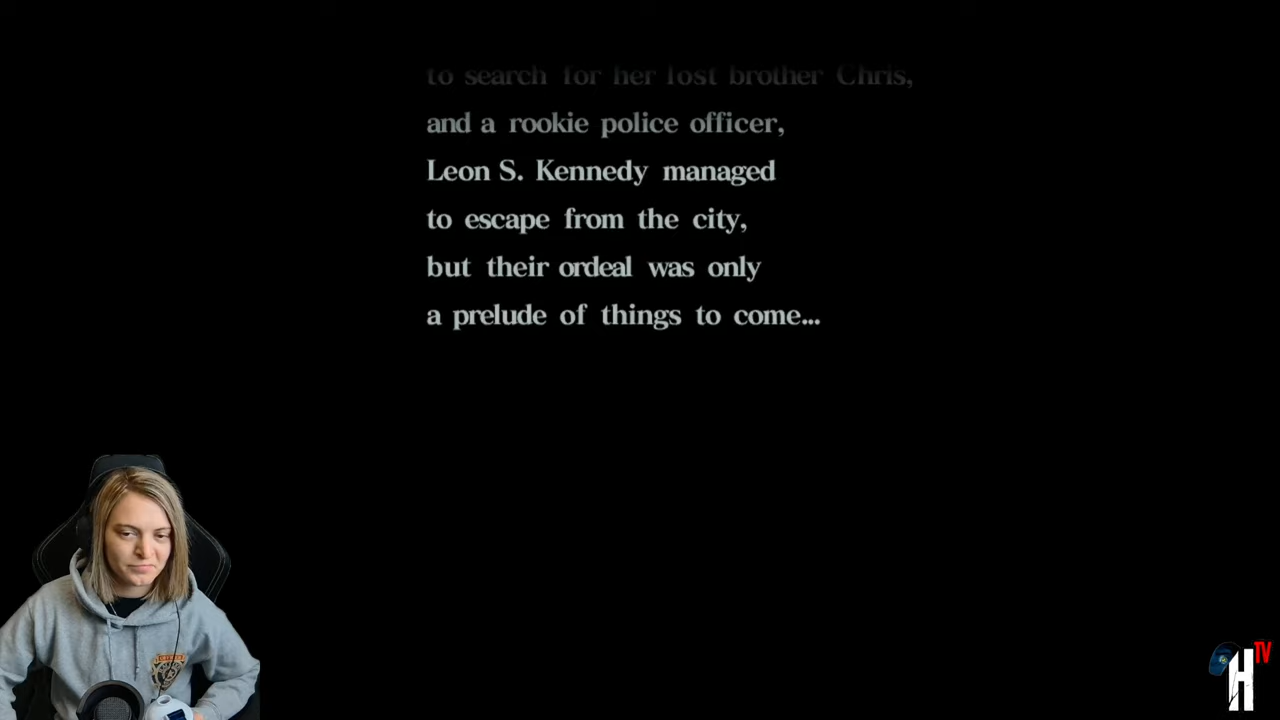 to search for her lost brother Chris,
and a rookie police officer,
Leon S. Kennedy managed
to escape from the city,
but their ordeal was only
a prelude of things to come...
H TV